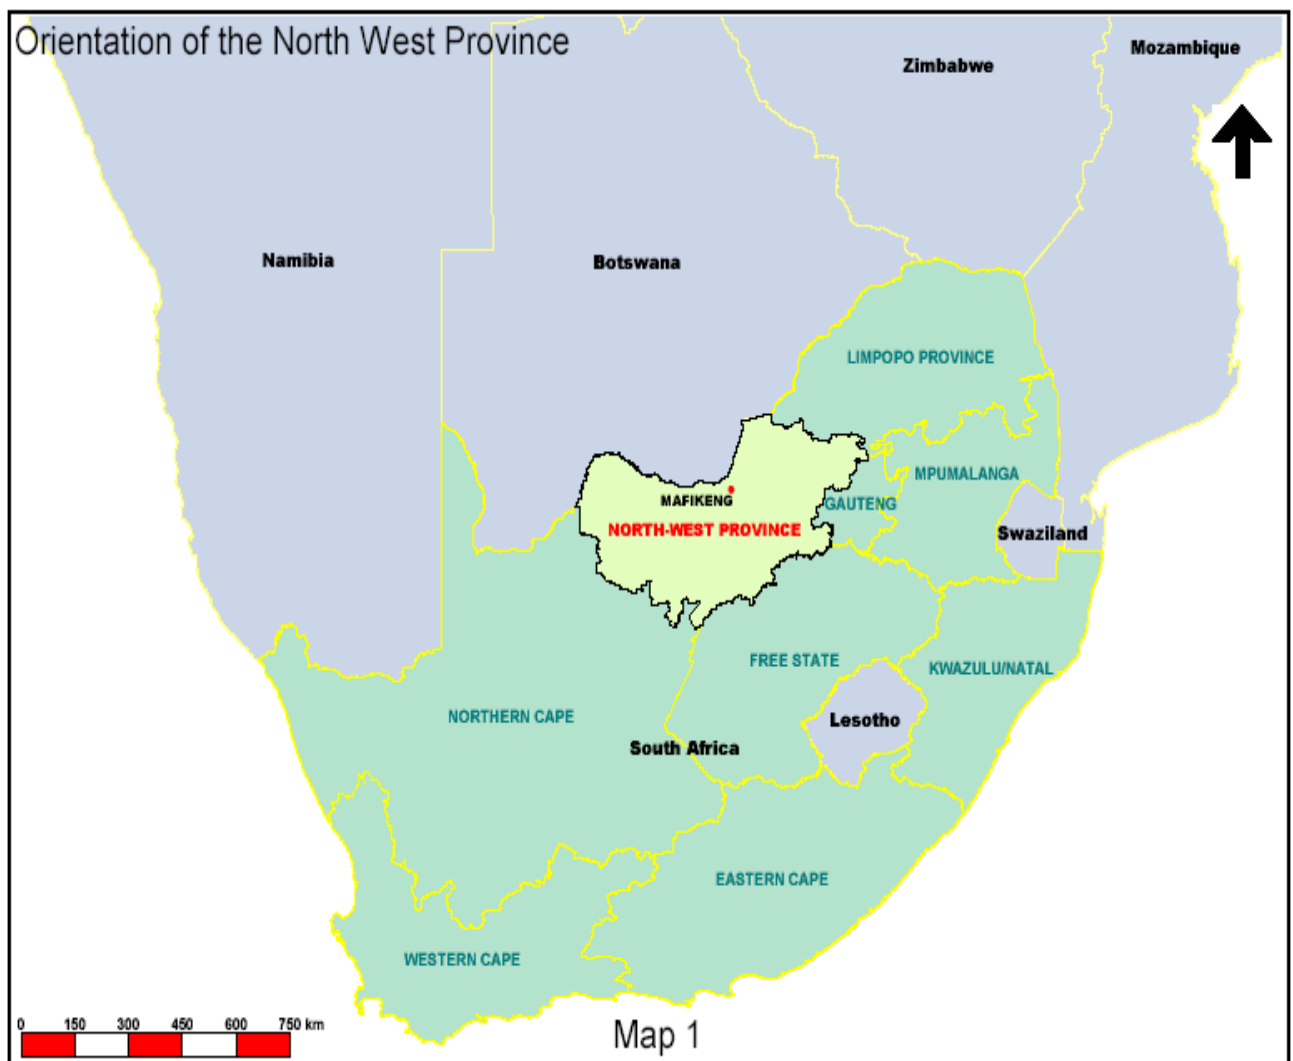 Orientation of the North West Province
Mozambique
Zimbabwe
Namibia
Botswana
LIMPOPO PROVINCE
MPUMALANGA
MAFIKENG
GAUTENG
NORTH-WEST PROVINCE
Swaziland
FREE STATE
KWAZULU/NATAL
NORTHERN CAPE
Lesotho
South Africa
EASTERN CAPE
WESTERN CAPE
0 150 300 450 600 750 km
Map 1